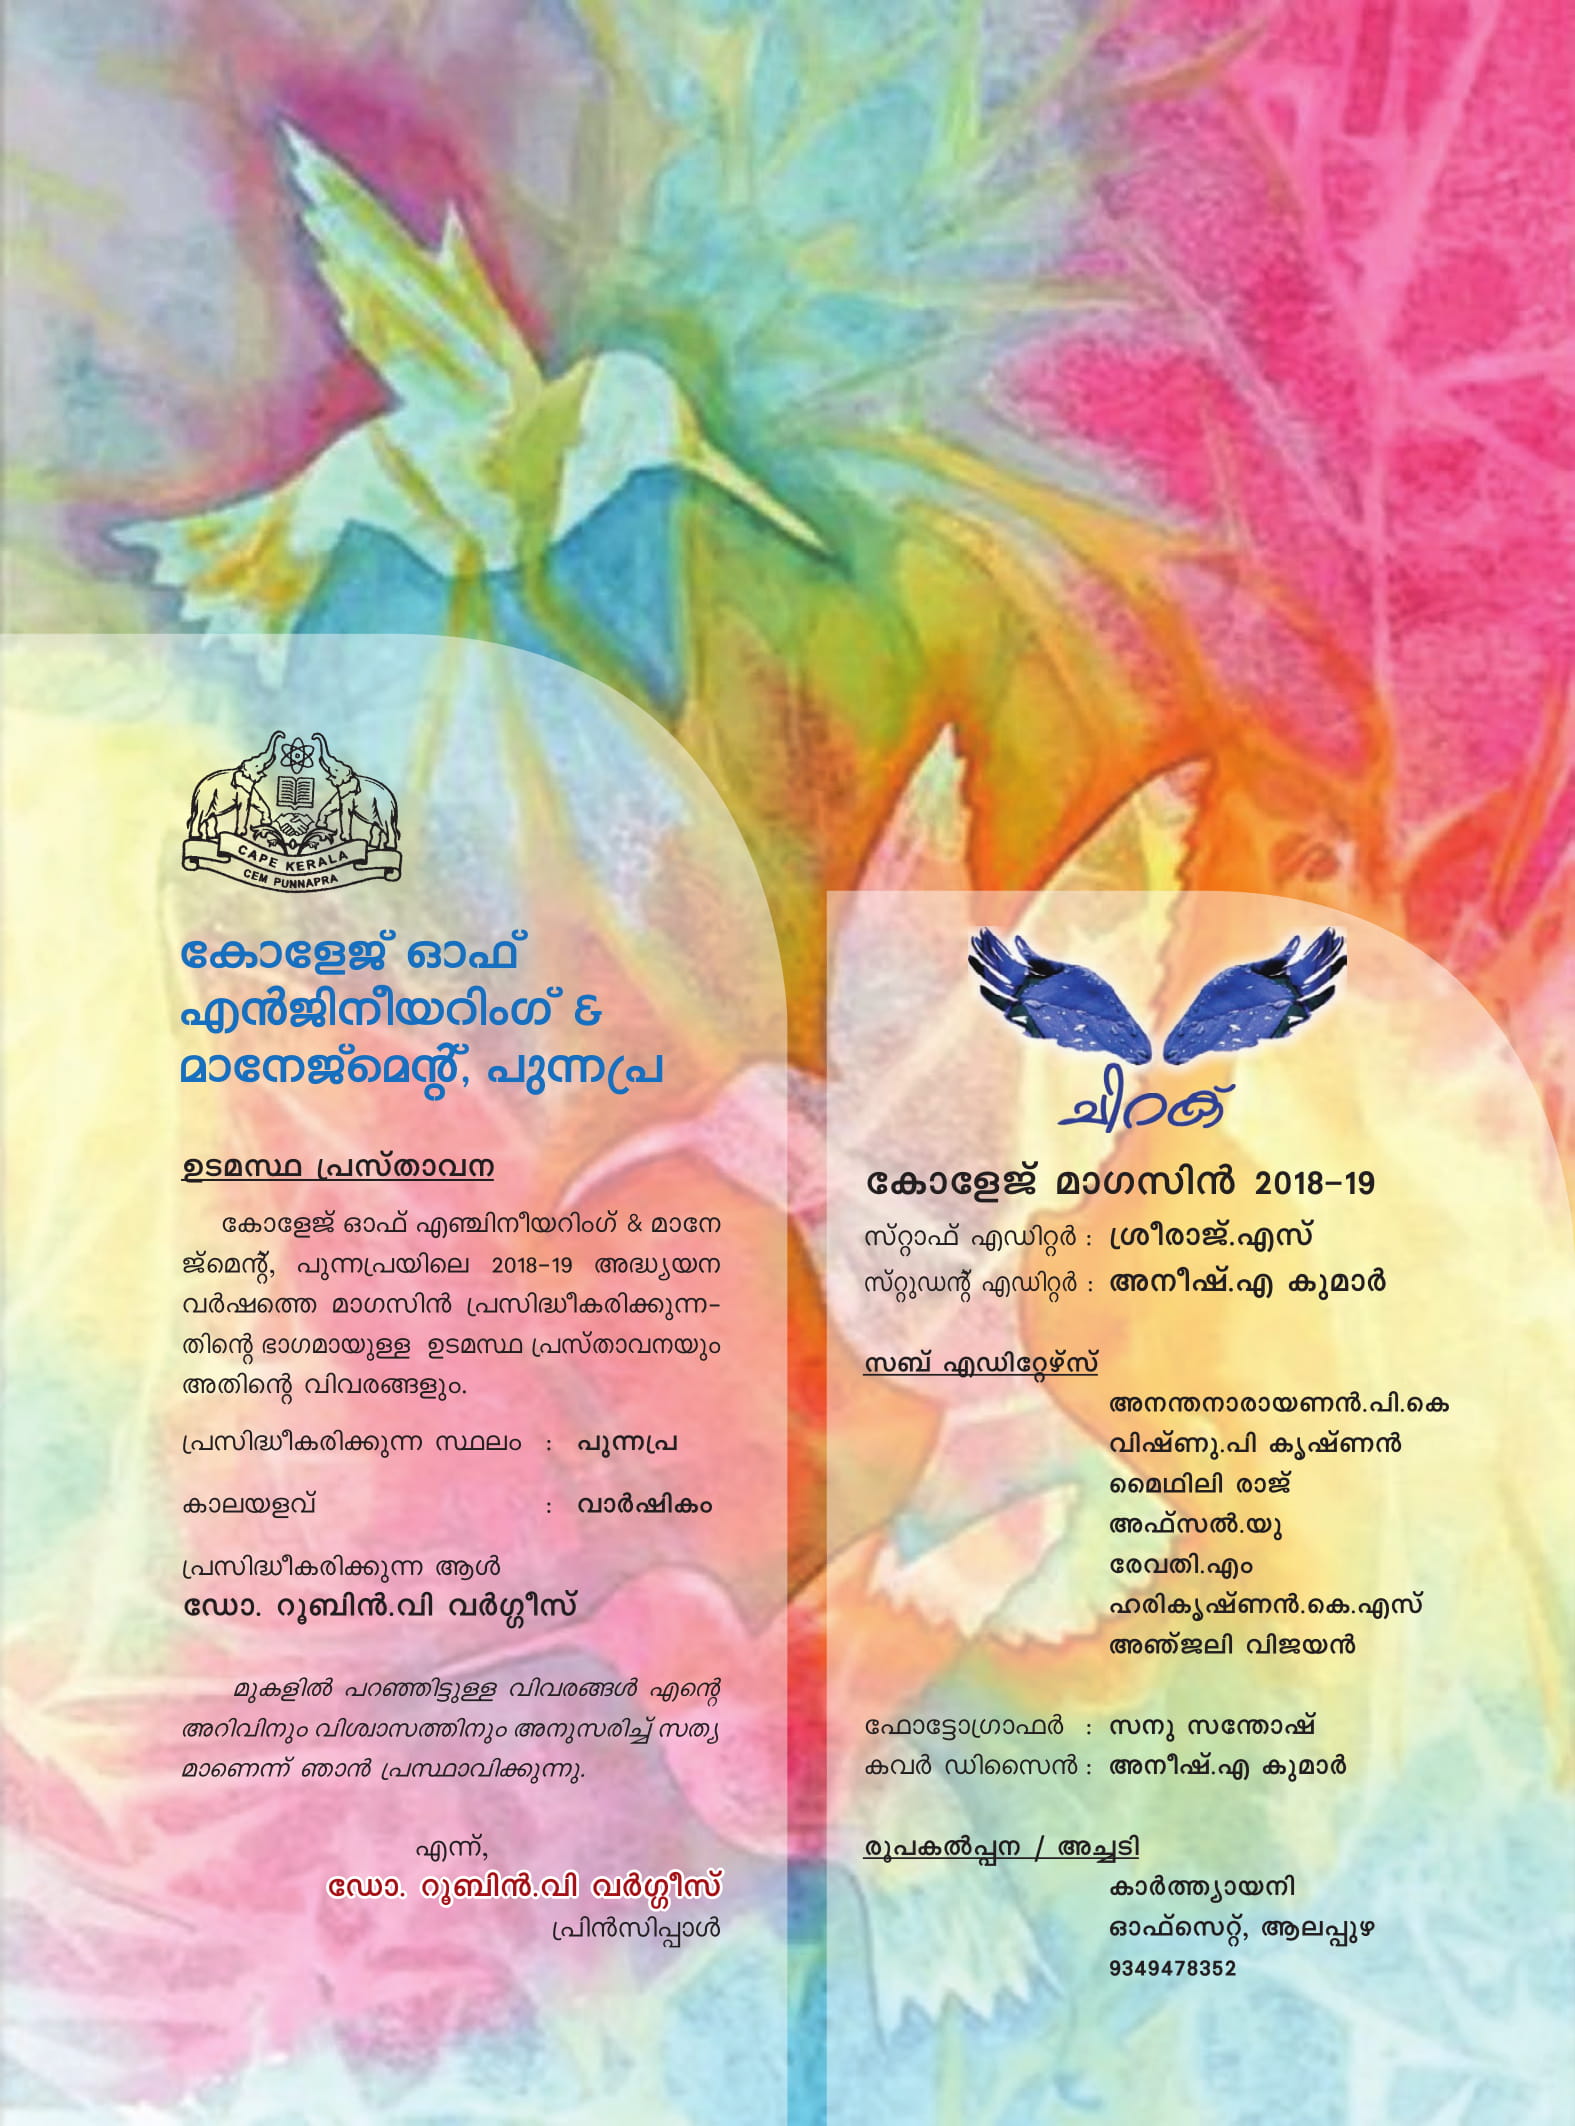 CAPE KERALA
CEM PUNNAPRA
കോളേജ് ഓഫ്
എൻജിനീയറിംഗ് &
മാനേജ്മെന്റ്, പുന്നപ്ര
ഉടമസ്ഥ പ്രസ്താവന
കോളേജ് ഓഫ് എഞ്ചിനീയറിംഗ് & മാനേ
ജ്മെന്റ്, പുന്നപ്രയിലെ 2018-19 അദ്ധ്യയന
വർഷത്തെ മാഗസിൻ പ്രസിദ്ധീകരിക്കുന്ന-
തിന്റെ ഭാഗമായുള്ള ഉടമസ്ഥ പ്രസ്താവനയും
അതിന്റെ വിവരങ്ങളും.
പ്രസിദ്ധീകരിക്കുന്ന സ്ഥലം : പുന്നപ്ര
കാലയളവ് : വാർഷികം
പ്രസിദ്ധീകരിക്കുന്ന ആൾ
ഡോ. റൂബിൻ.വി വർഗ്ഗീസ്
മുകളിൽ പറഞ്ഞിട്ടുള്ള വിവരങ്ങൾ എന്റെ
അറിവിനും വിശ്വാസത്തിനും അനുസരിച്ച് സത്യ
മാണെന്ന് ഞാൻ പ്രസ്ഥാവിക്കുന്നു.
എന്ന്,
ഡോ. റൂബിൻ.വി വർഗ്ഗീസ്
പ്രിൻസിപ്പാൾ
ചിറക്
കോളേജ് മാഗസിൻ 2018-19
സ്റ്റാഫ് എഡിറ്റർ : ശ്രീരാജ്.എസ്
സ്റ്റുഡന്റ് എഡിറ്റർ : അനീഷ്.എ കുമാർ
സബ് എഡിറ്റേഴ്സ്
അനന്തനാരായണൻ.പി.കെ
വിഷ്ണു.പി കൃഷ്ണൻ
മൈഥിലി രാജ്
അഫ്സൽ.യു
രേവതി.എം
ഹരികൃഷ്ണൻ.കെ.എസ്
അഞ്ജലി വിജയൻ
ഫോട്ടോഗ്രാഫർ : സനു സന്തോഷ്
കവർ ഡിസൈൻ : അനീഷ്.എ കുമാർ
രൂപകൽപ്പന / അച്ചടി
കാർത്ത്യായനി
ഓഫ്സെറ്റ്, ആലപ്പുഴ
9349478352